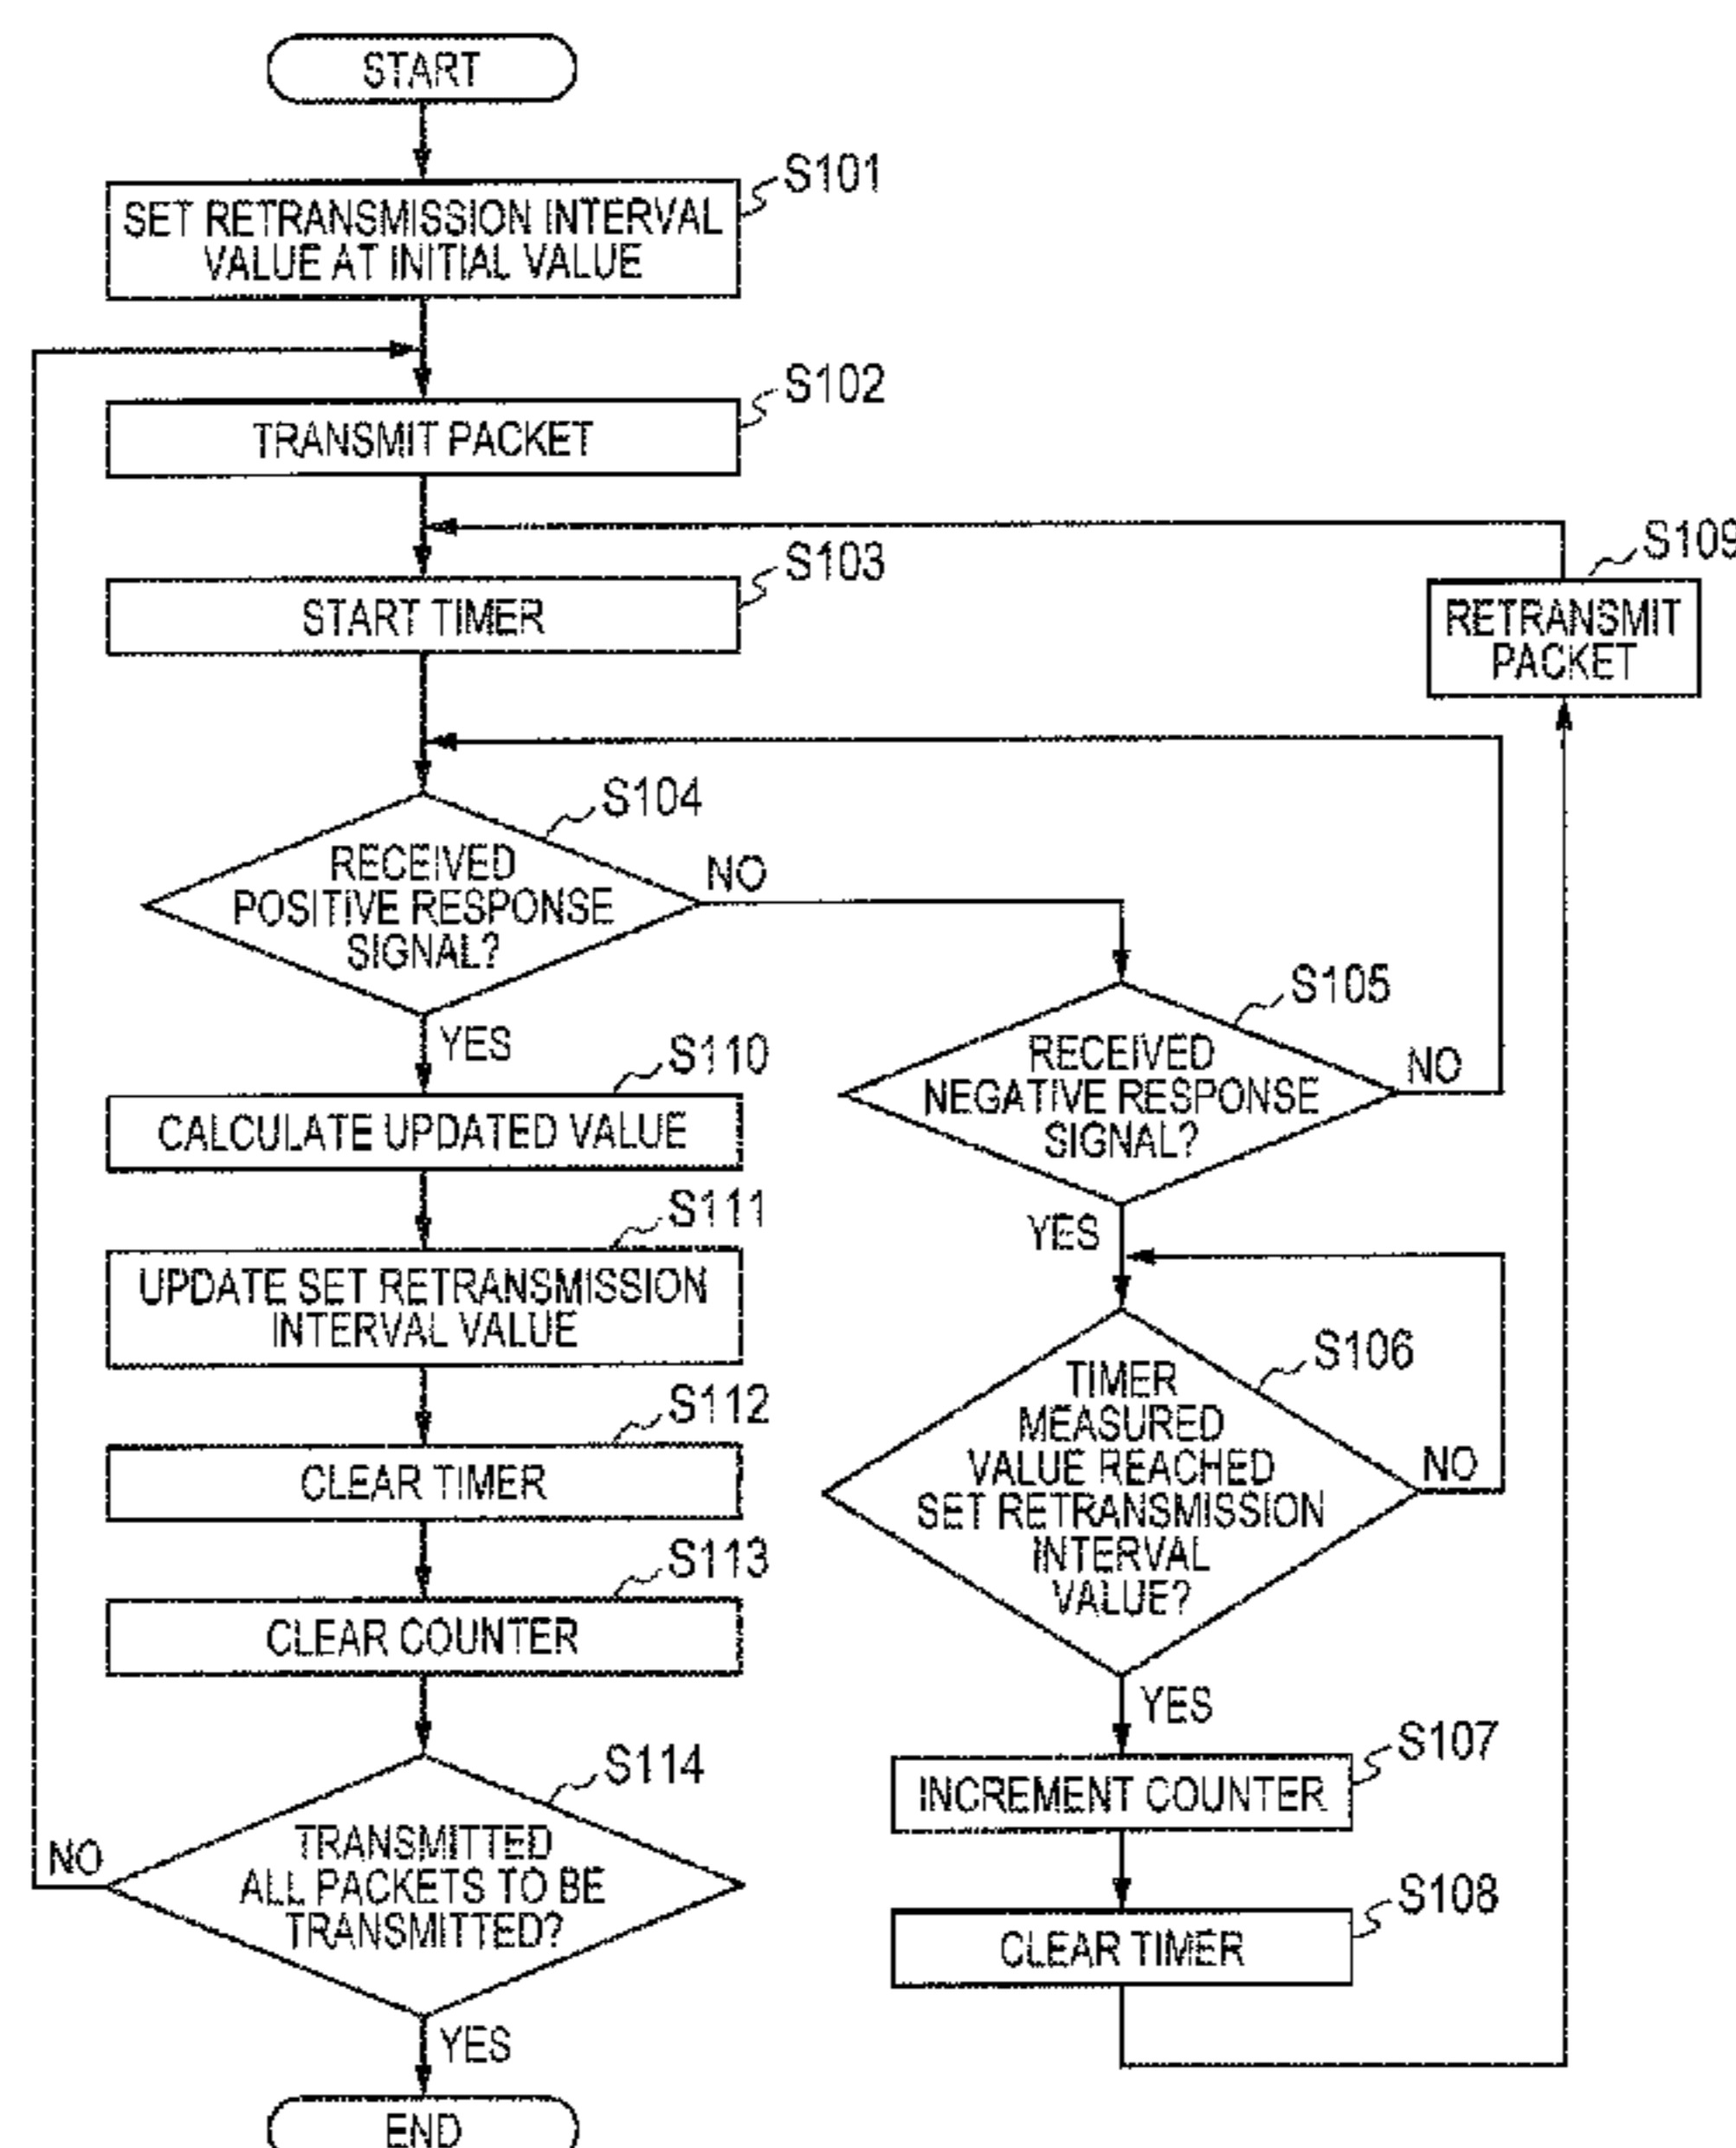 START
S101
SET RETRANSMISSION INTERVAL
VALUE AT INITIAL VALUE
S102
TRANSMIT PACKET
S103
START TIMER
S109
RETRANSMIT
PACKET
S104
RECEIVED
POSITIVE RESPONSE
SIGNAL?
NO
YES
S105
RECEIVED
NEGATIVE RESPONSE
SIGNAL?
NO
YES
S110
CALCULATE UPDATED VALUE
S111
UPDATE SET RETRANSMISSION
INTERVAL VALUE
S106
TIMER
MEASURED
VALUE REACHED
SET RETRANSMISSION
INTERVAL
VALUE?
NO
YES
S112
CLEAR TIMER
S113
CLEAR COUNTER
S107
INCREMENT COUNTER
S114
TRANSMITTED
ALL PACKETS TO BE
TRANSMITTED?
NO
YES
S108
CLEAR TIMER
END